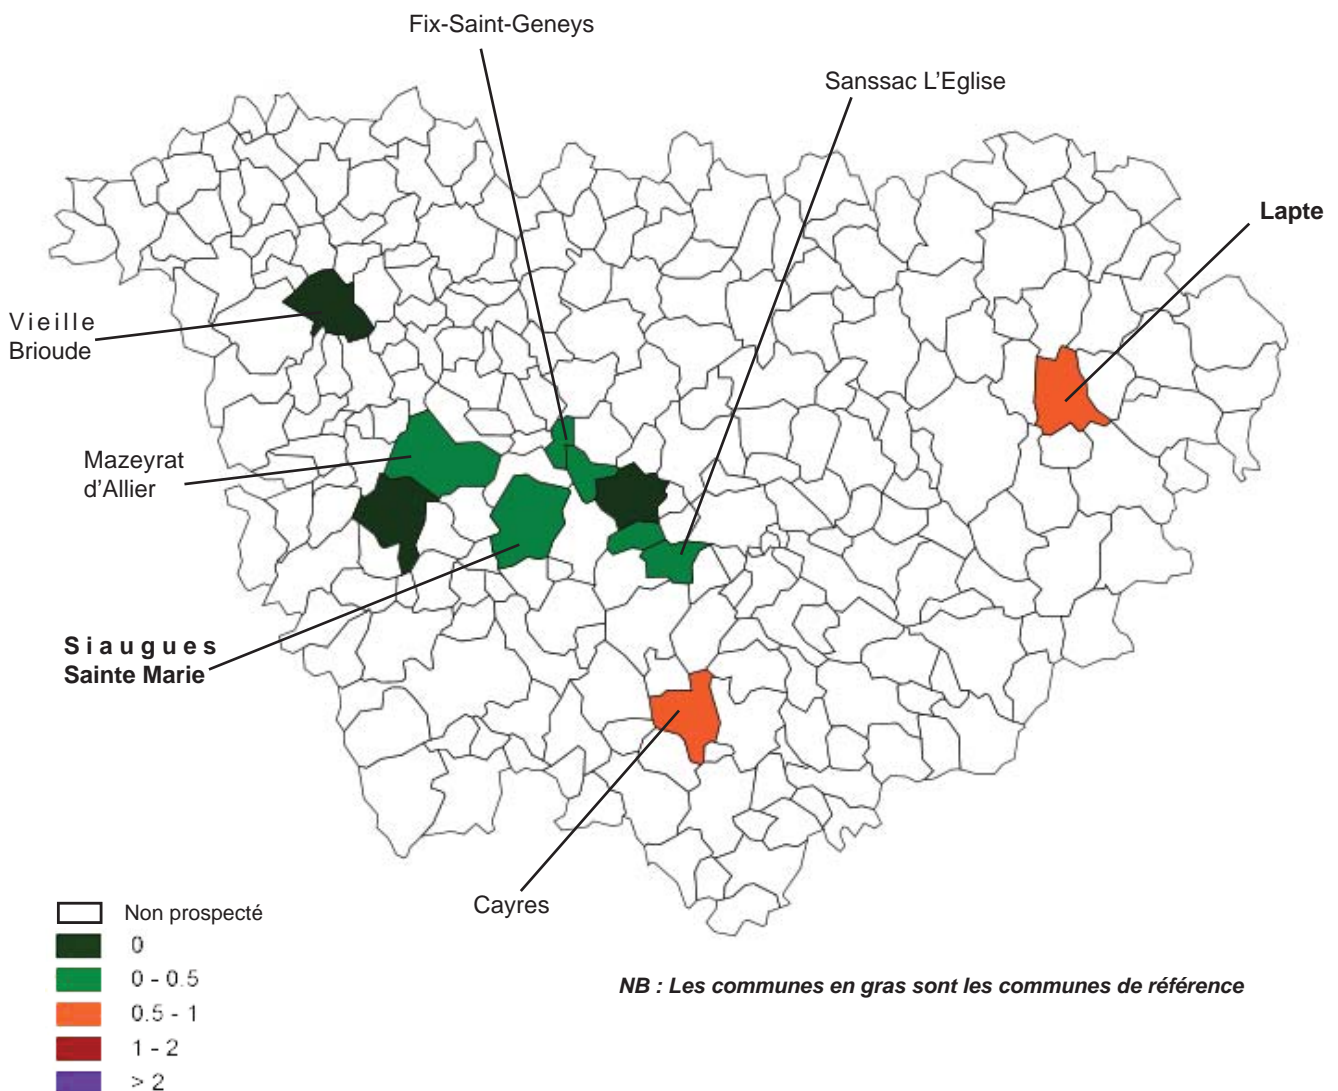 Fix-Saint-Geneys
Sanssac L'Eglise
Lapte
Vieille
Brioude
Mazeyrat
d'Allier
Siaugues
Sainte Marie
Cayres
Non prospecté
0
0 - 0.5
0.5 - 1
1 - 2
> 2
NB : Les communes en gras sont les communes de référence